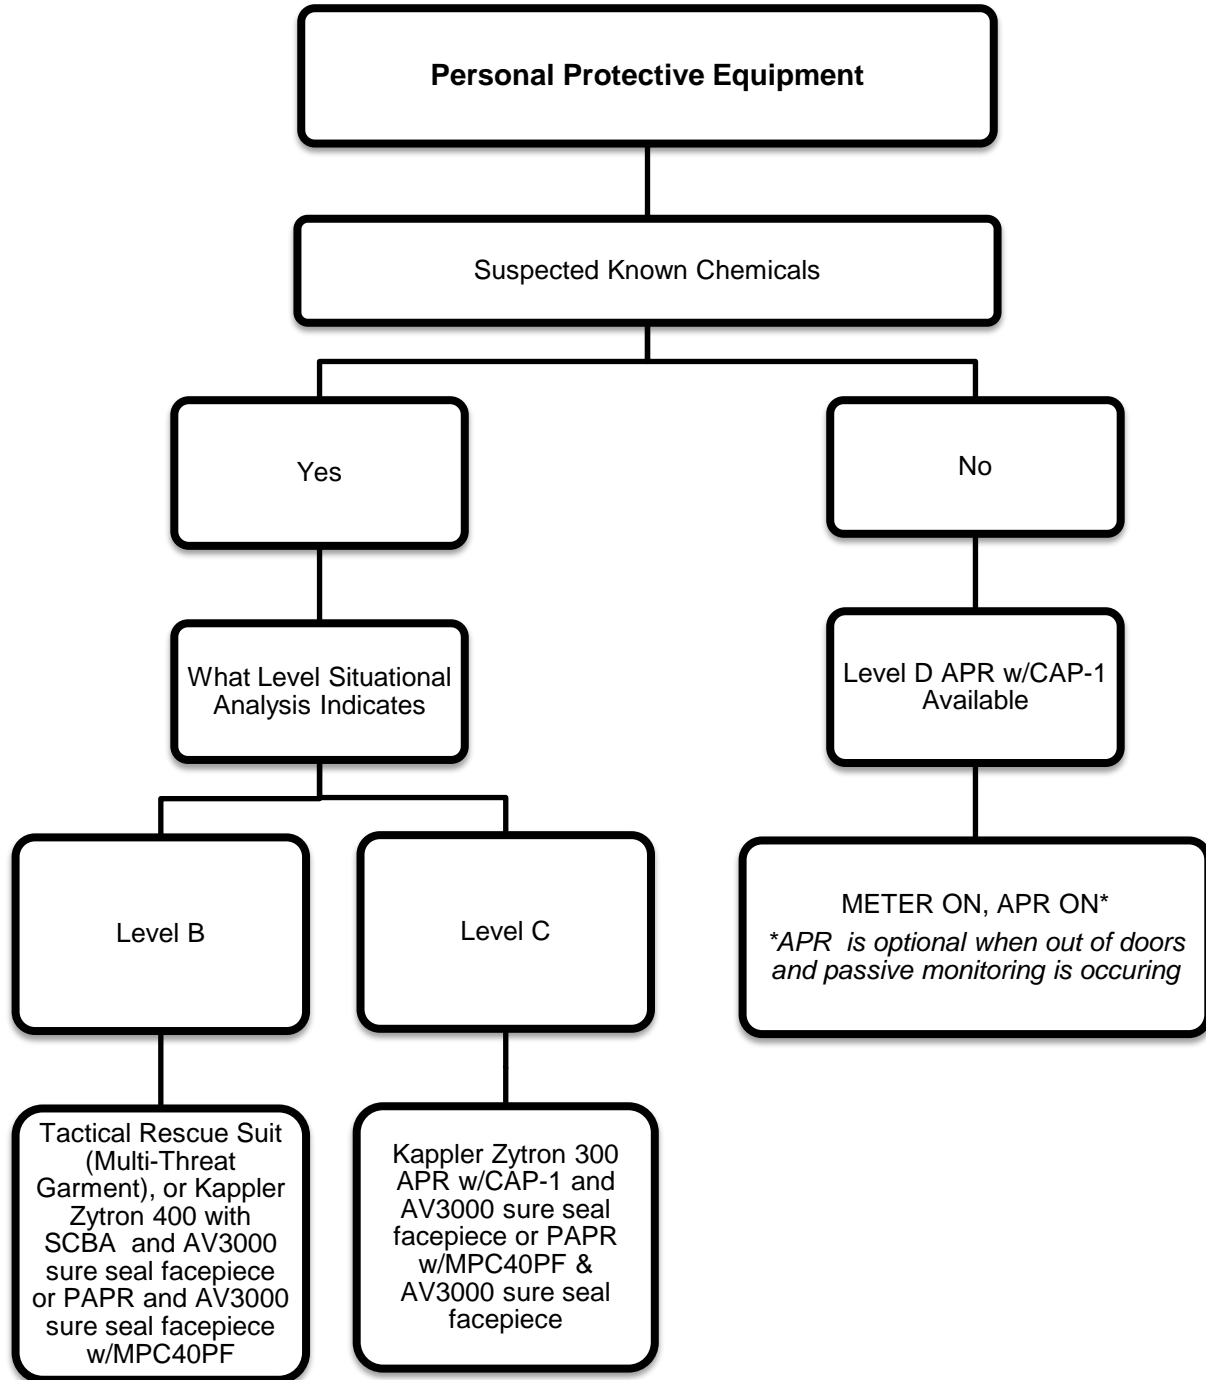 Personal Protective Equipment
Suspected Known Chemicals
Yes
No
What Level Situational
Analysis Indicates
Level D APR w/CAP-1
Available
Level B
Level C
METER ON, APR ON*
*APR is optional when out of doors
and passive monitoring is occuring
Tactical Rescue Suit
(Multi-Threat
Garment), or Kappler
Zytron 400 with
SCBA and AV3000
sure seal facepiece
or PAPR and AV3000
sure seal facepiece
w/MPC40PF
Kappler Zytron 300
APR w/CAP-1 and
AV3000 sure seal
facepiece or PAPR
w/MPC40PF &
AV3000 sure seal
facepiece